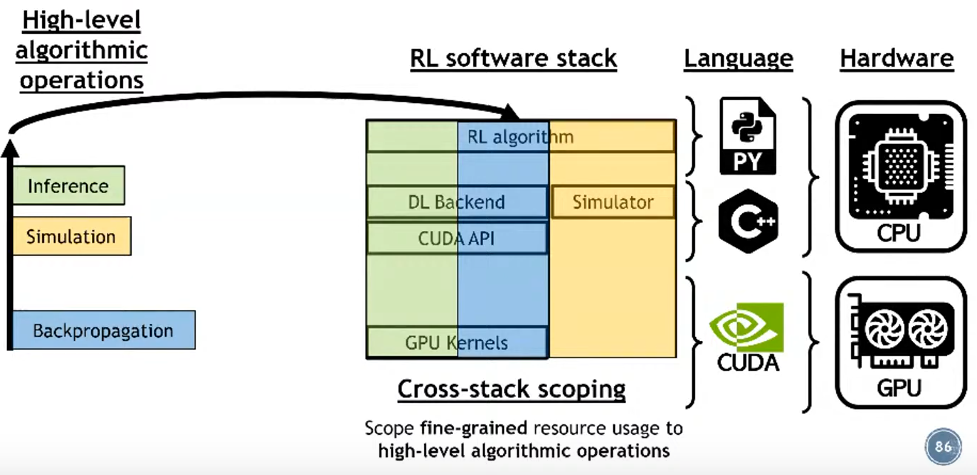 High-level
algorithmic
operations
RL software stack
Language
Hardware
Inference
Simulation
Backpropagation
RL algorithm
DL Backend
Simulator
CUDA API
GPU Kernels
PY
C++
CUDA
CPU
GPU
Cross-stack scoping
Scope fine-grained resource usage to
high-level algorithmic operations
86